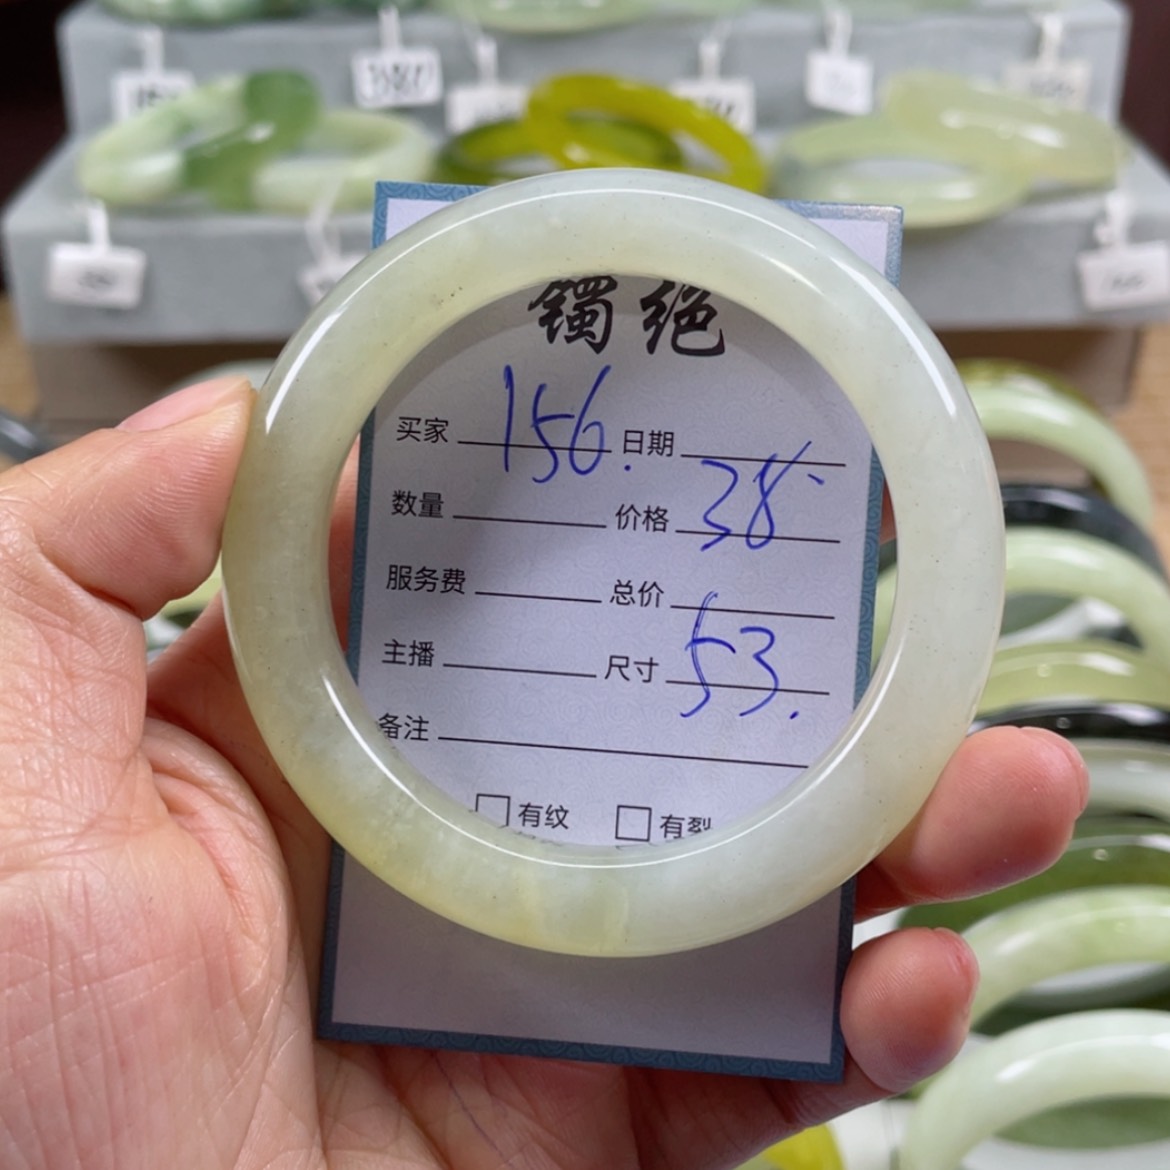 镯绝
买家 156. 日期
数量 价格 38
服务费 总价
主播 尺寸 53.
备注
有纹 有裂